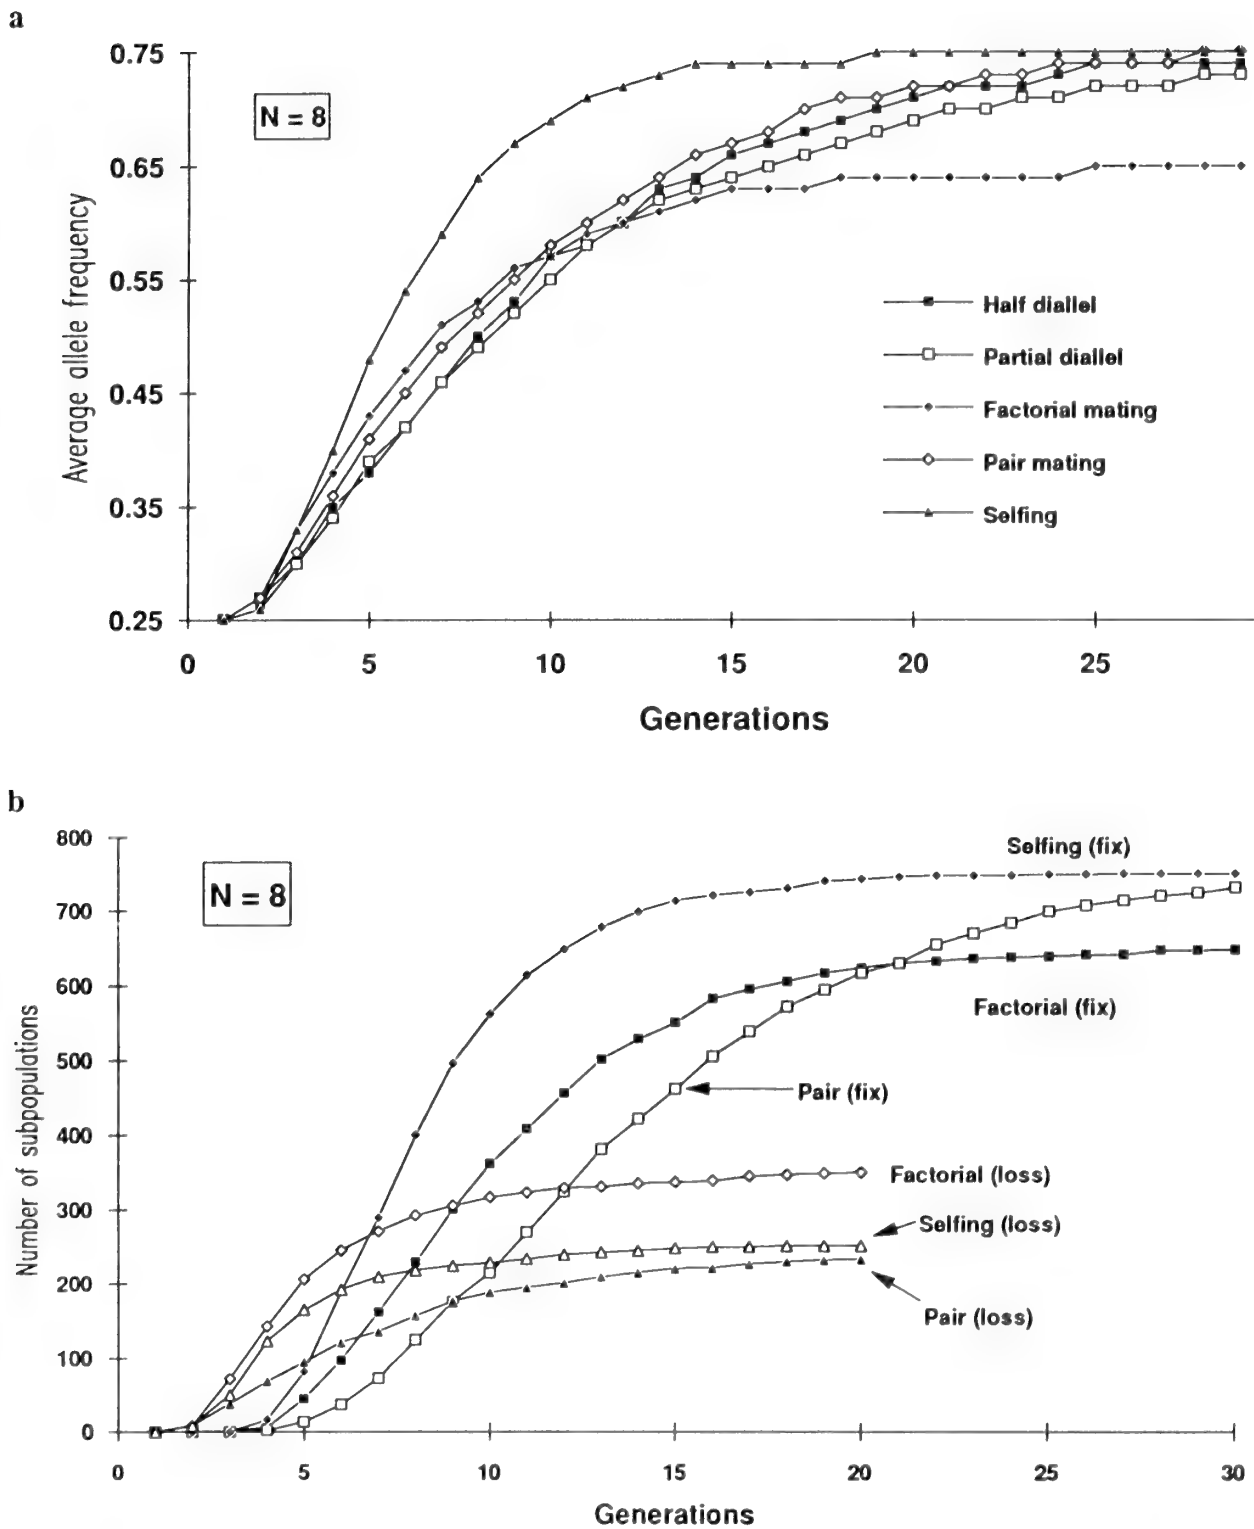 a
0.75
0.65
0.55
0.45
0.35
0.25
Average allele frequency
N = 8
Half diallel
Partial diallel
Factorial mating
Pair mating
Selfing
0 5 10 15 20 25
Generations
b
800
700
600
500
400
300
200
100
0
Number of subpopulations
N = 8
Selfing (fix)
Factorial (fix)
Pair (fix)
Factorial (loss)
Selfing (loss)
Pair (loss)
0 5 10 15 20 25 30
Generations